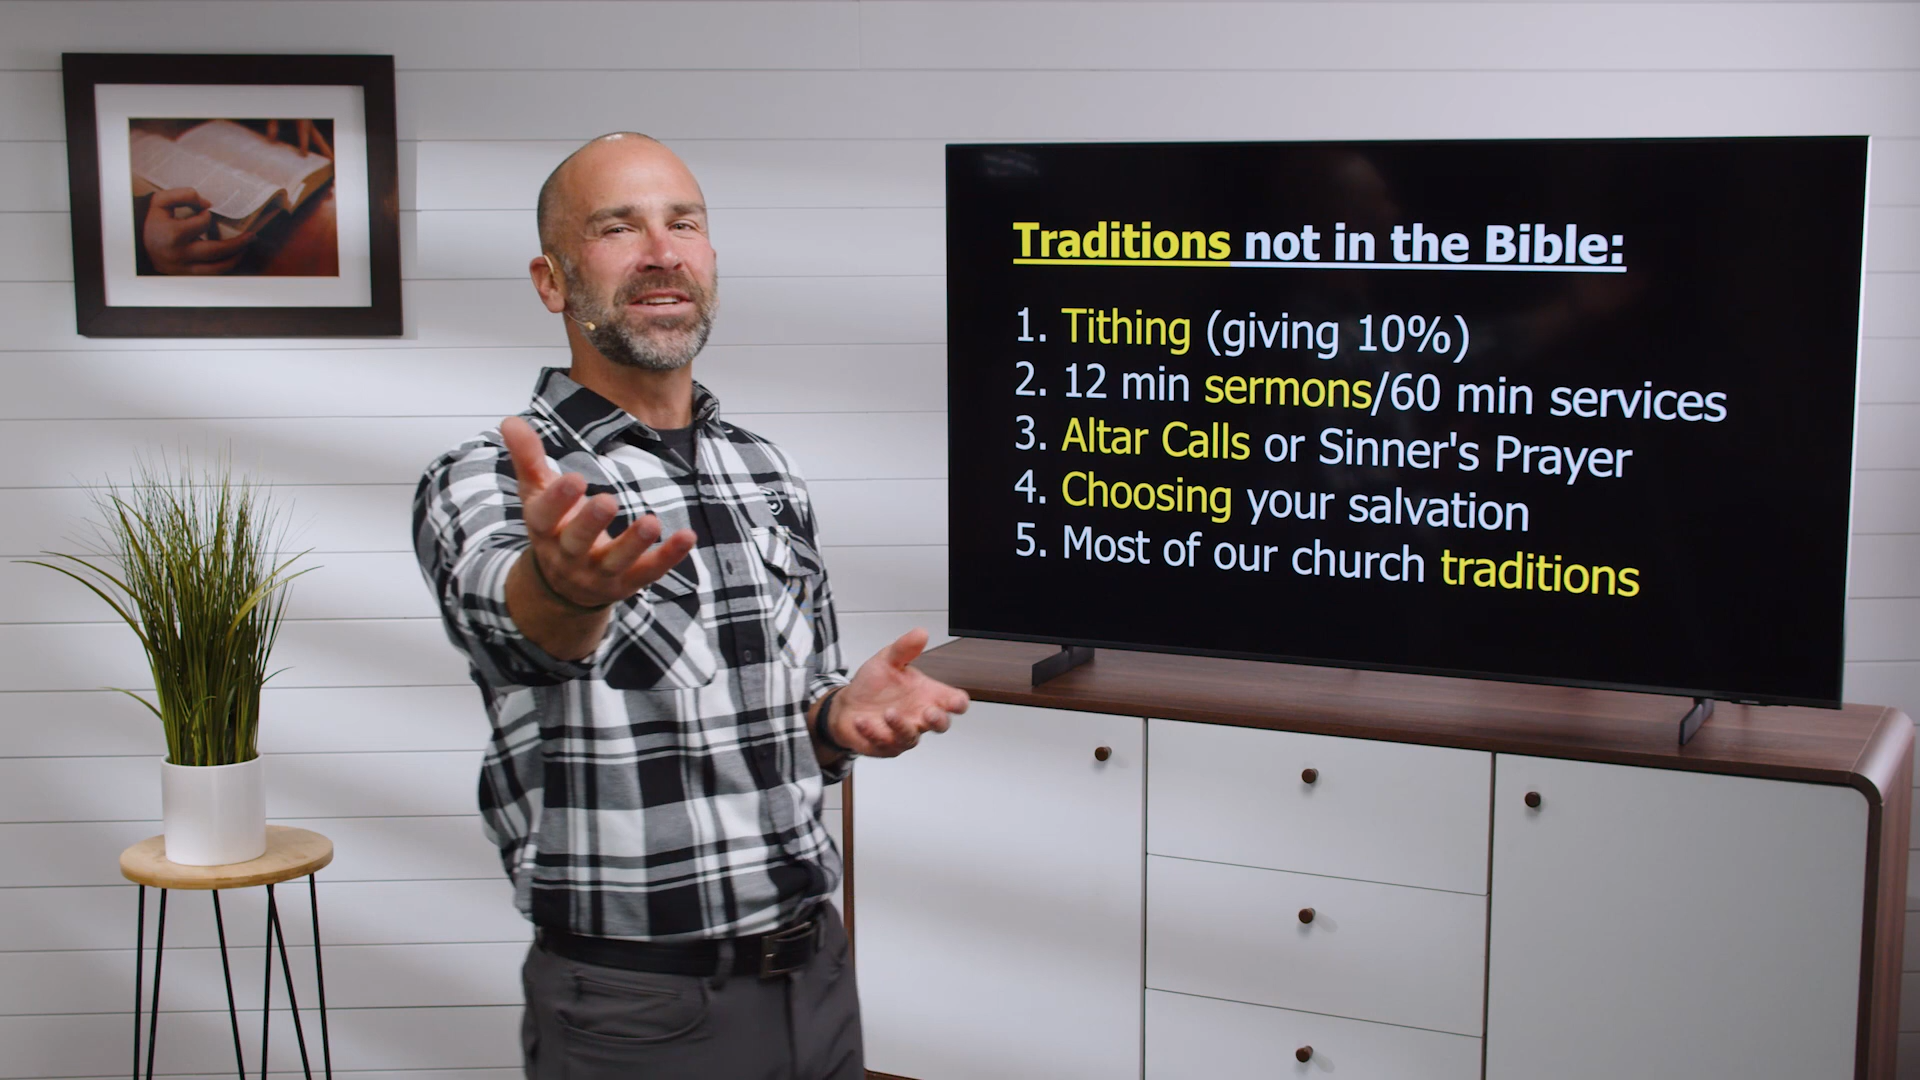 Traditions not in the Bible:
1. Tithing (giving 10%)
2. 12 min sermons/60 min services
3. Altar Calls or Sinner's Prayer
4. Choosing your salvation
5. Most of our church traditions